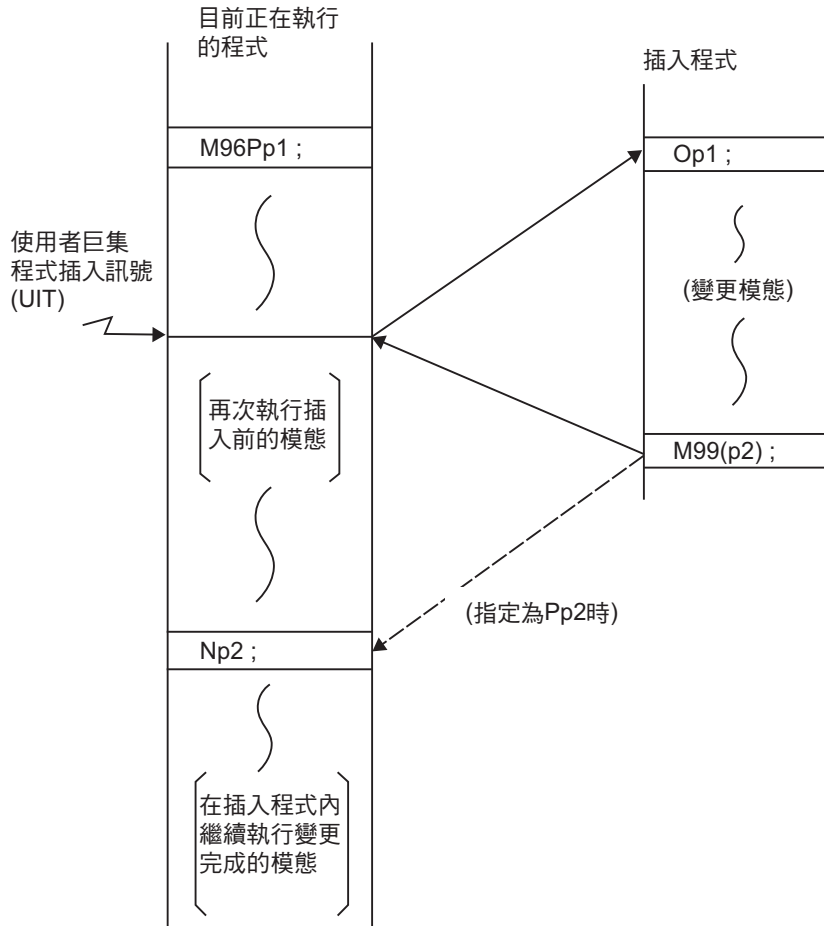 目前正在執行
的程式
插入程式
M96Pp1 ;
Op1 ;
使用者巨集
程式插入訊號
(UIT)
(變更模態)
再次執行插
入前的模態
M99(p2) ;
(指定為Pp2時)
Np2 ;
在插入程式內
繼續執行變更
完成的模態